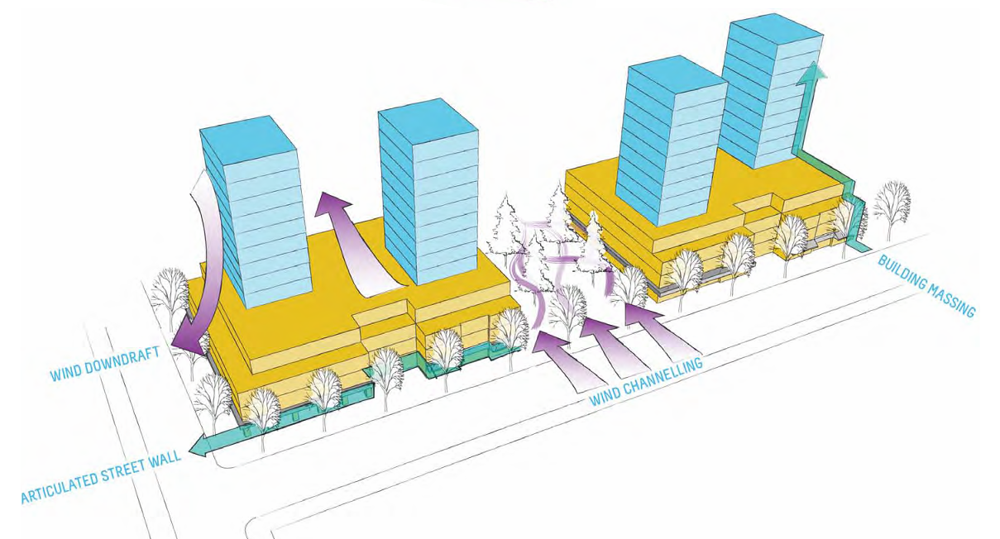 BUILDING MASSING
WIND DOWNDRAFT
WIND CHANNELLING
ARTICULATED STREET WALL